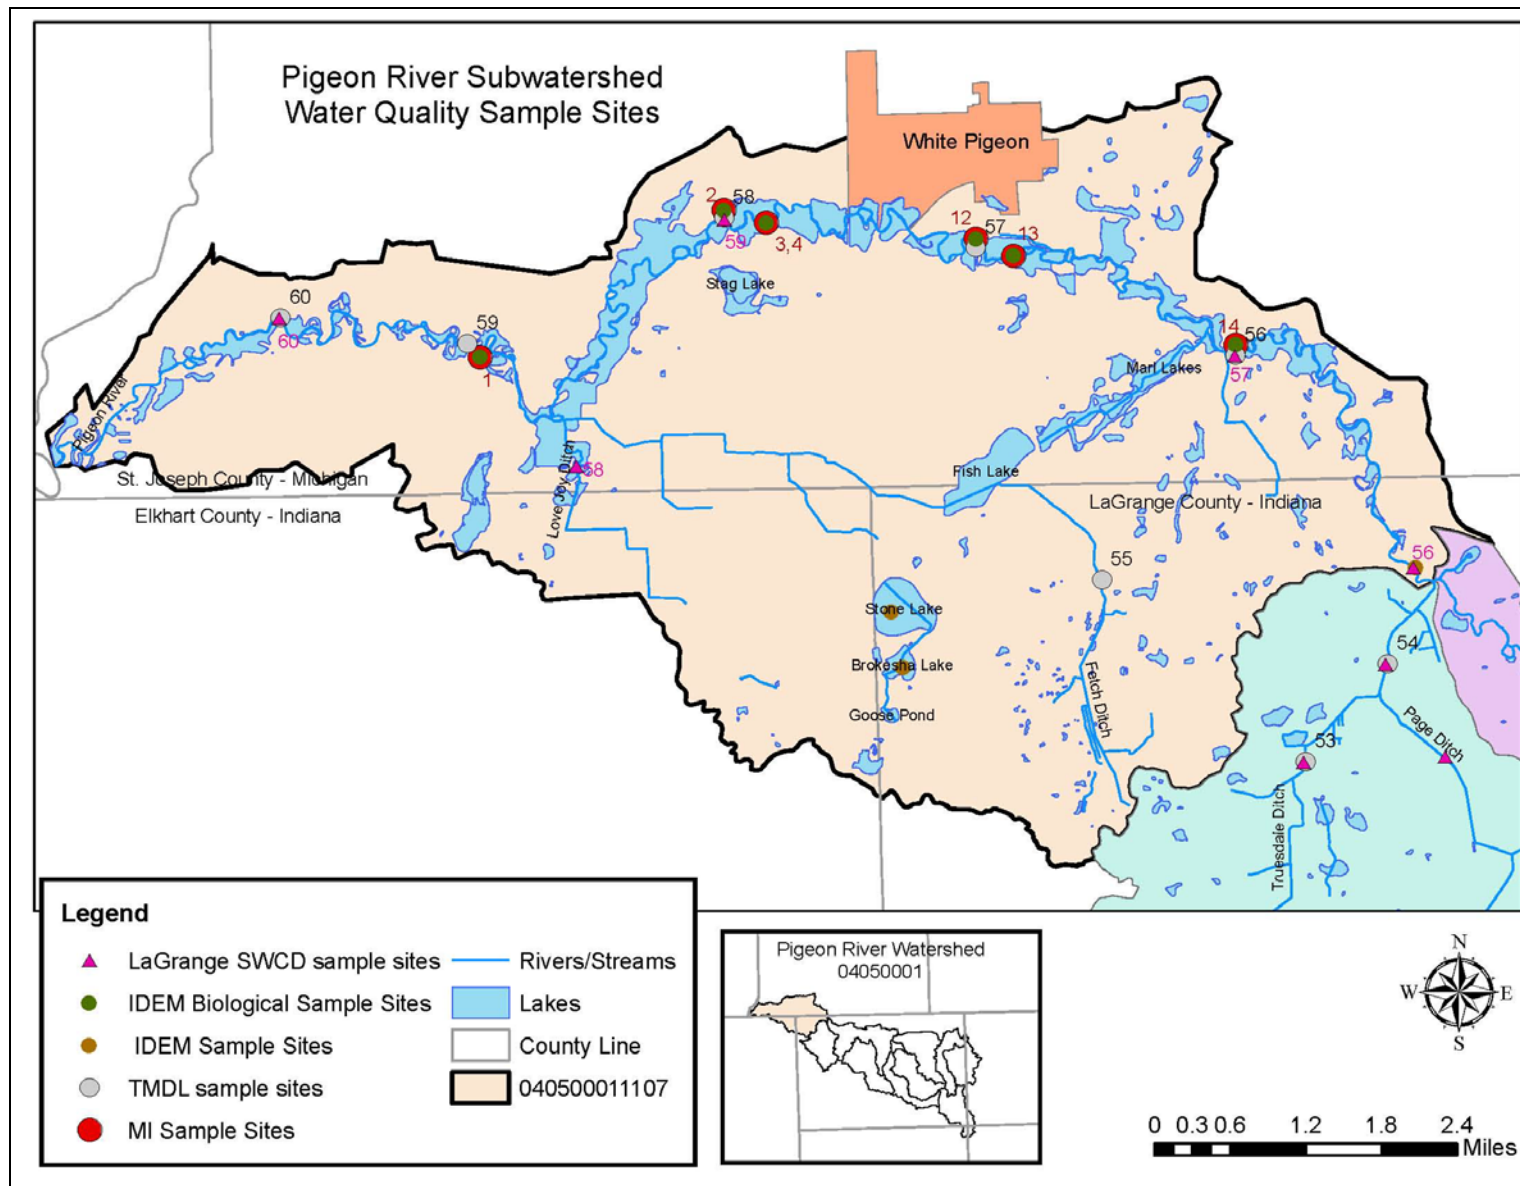 Pigeon River Subwatershed
Water Quality Sample Sites
White Pigeon
2
58
59
3,4
12
57
13
Stag Lake
60
60
59
1
14
56
57
Marl Lakes
Pigeon River
Fish Lake
58
Love Joy Ditch
St. Joseph County - Michigan
Elkhart County - Indiana
LaGrange County - Indiana
55
56
Stone Lake
Brokesha Lake
Goose Pond
Fetch Ditch
54
53
Page Ditch
Truesdale Ditch
Legend
LaGrange SWCD sample sites
IDEM Biological Sample Sites
IDEM Sample Sites
TMDL sample sites
MI Sample Sites
Rivers/Streams
Lakes
County Line
040500011107
Pigeon River Watershed
04050001
N
W
E
S
0 0.3 0.6 1.2 1.8 2.4
Miles